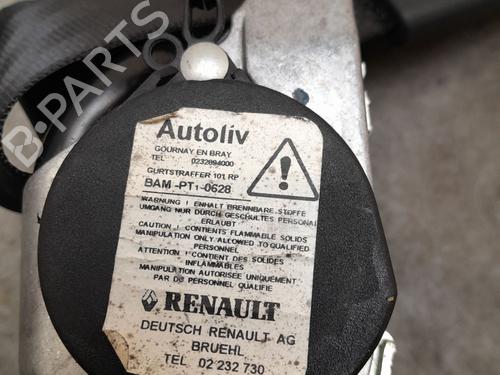 B-PARTS
Autoliv
GOURNAY EN BRAY
TEL 0232894000
GURTSTRAFFER 101 RP
BAM -PT1-0628
WARNUNG ! ENHALT BRENNBARE STOFFE
UMGANG NUR DURCH GESCHULTES PERSONAL
ERLAUBT
CAUTION ! CONTENTS FLAMMABLE SOLIDS
MANIPULATION ONLY ALLOWED TO QUALIFIED
PERSONNEL
ATTENTION ! CONTIENT DES SOLIDES
INFLAMMABLES
MANIPULATION AUTORISEE UNIQUEMENT
PAR DU PERSONNEL QUALIFIE
RENAULT
DEUTSCH RENAULT AG
BRUEHL
TEL 02 232 730